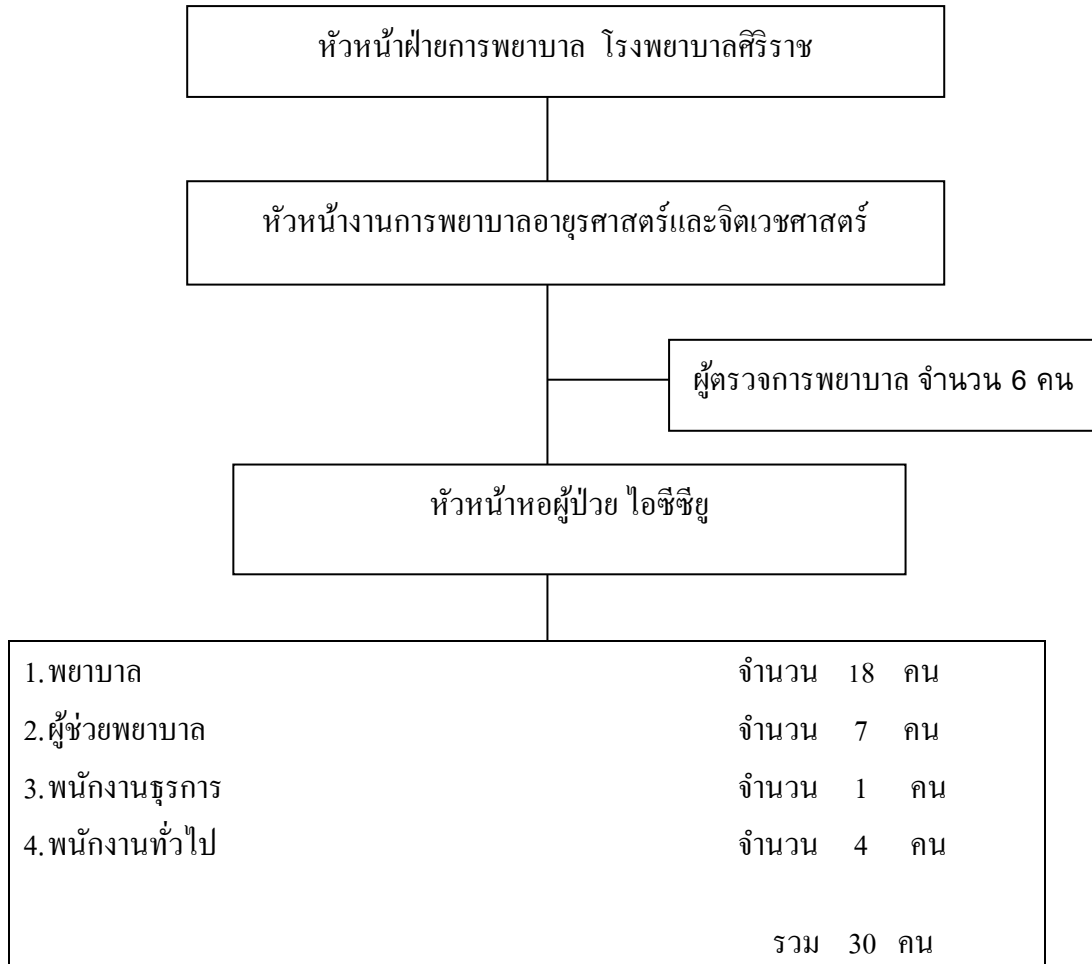 หัวหน้าฝ่ายการพยาบาล โรงพยาบาลศิริราช
หัวหน้างานการพยาบาลอายุรศาสตร์และจิตเวชศาสตร์
ผู้ตรวจการพยาบาล จำนวน 6 คน
หัวหน้าหอผู้ป่วย ไอซีซียู
1.พยาบาล จำนวน 18 คน
2.ผู้ช่วยพยาบาล จำนวน 7 คน
3.พนักงานธุรการ จำนวน 1 คน
4.พนักงานทั่วไป จำนวน 4 คน
รวม 30 คน